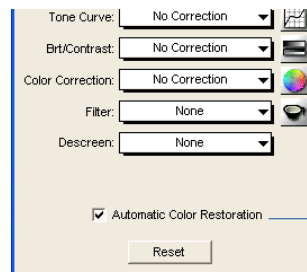 Tone Curve: No Correction
Brt/Contrast: No Correction
Color Correction: No Correction
Filter: None
Descreen: None
Automatic Color Restoration
Reset